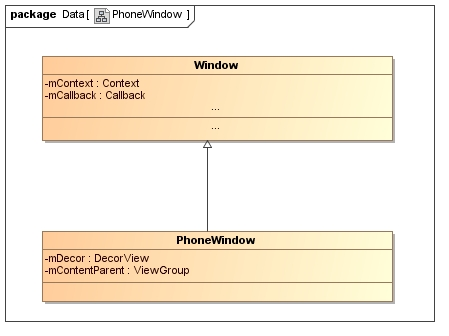 package Data [ PhoneWindow ]
Window
-mContext : Context
-mCallback : Callback
...
...
PhoneWindow
-mDecor : DecorView
-mContentParent : ViewGroup